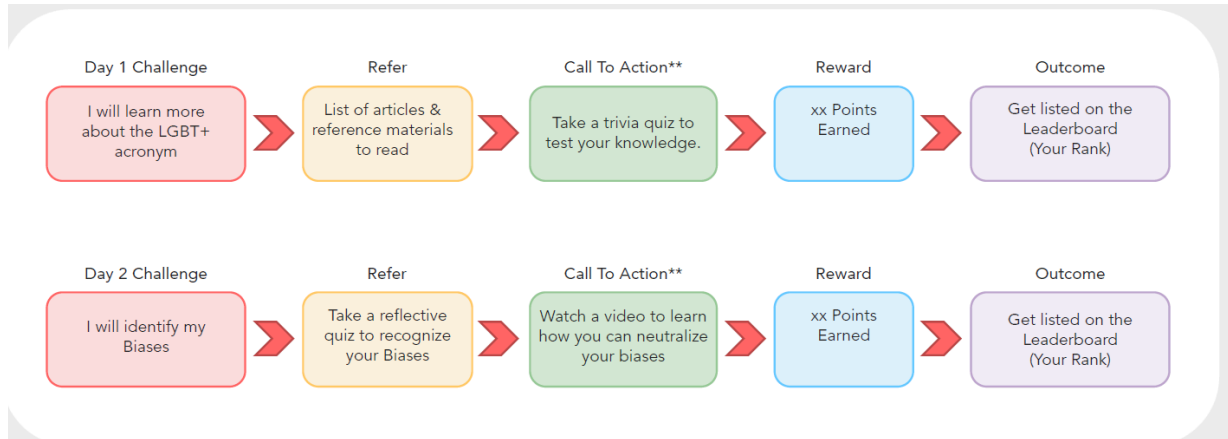 Day 1 Challenge
Refer
Call To Action**
Reward
Outcome
I will learn more
about the LGBT+
acronym
List of articles &
reference materials
to read
Take a trivia quiz to
test your knowledge.
xx Points
Earned
Get listed on the
Leaderboard
(Your Rank)
Day 2 Challenge
Refer
Call To Action**
Reward
Outcome
I will identify my
Biases
Take a reflective
quiz to recognize
your Biases
Watch a video to learn
how you can neutralize
your biases
xx Points
Earned
Get listed on the
Leaderboard
(Your Rank)